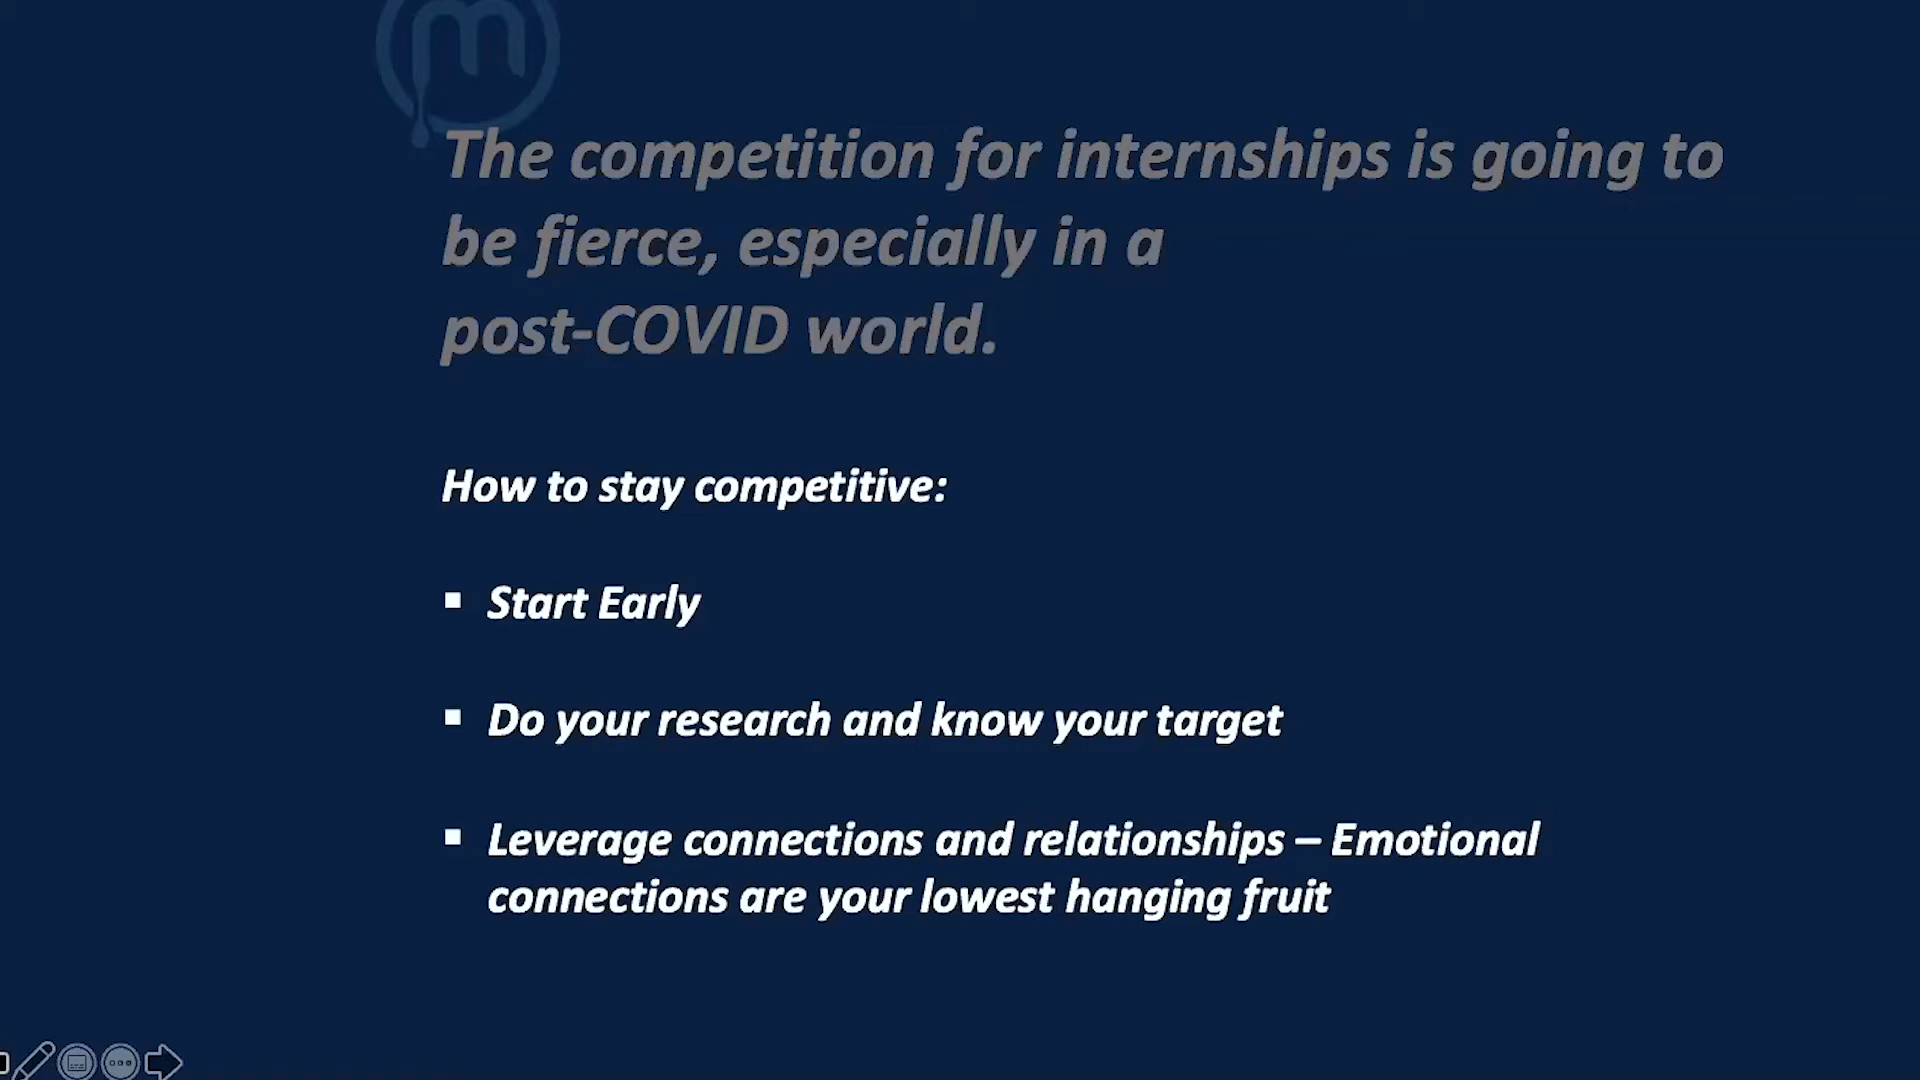 m
The competition for internships is going to
be fierce, especially in a
post-COVID world.
How to stay competitive:
▪ Start Early
▪ Do your research and know your target
▪ Leverage connections and relationships – Emotional
connections are your lowest hanging fruit